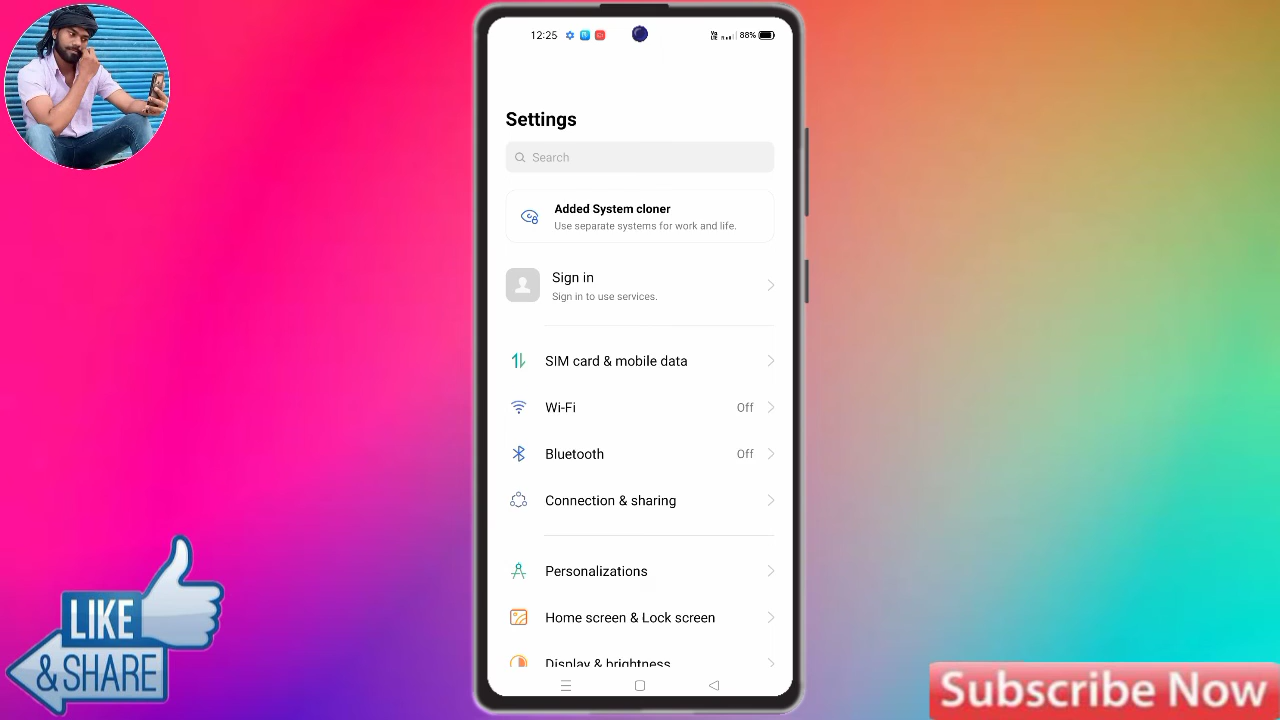 12:25
88%
Settings
Search
Added System cloner
Use separate systems for work and life.
Sign in
Sign in to use services.
SIM card & mobile data
Wi-Fi Off
Bluetooth Off
Connection & sharing
Personalizations
Home screen & Lock screen
Display & brightness
LIKE
& SHARE
Subscribe Now